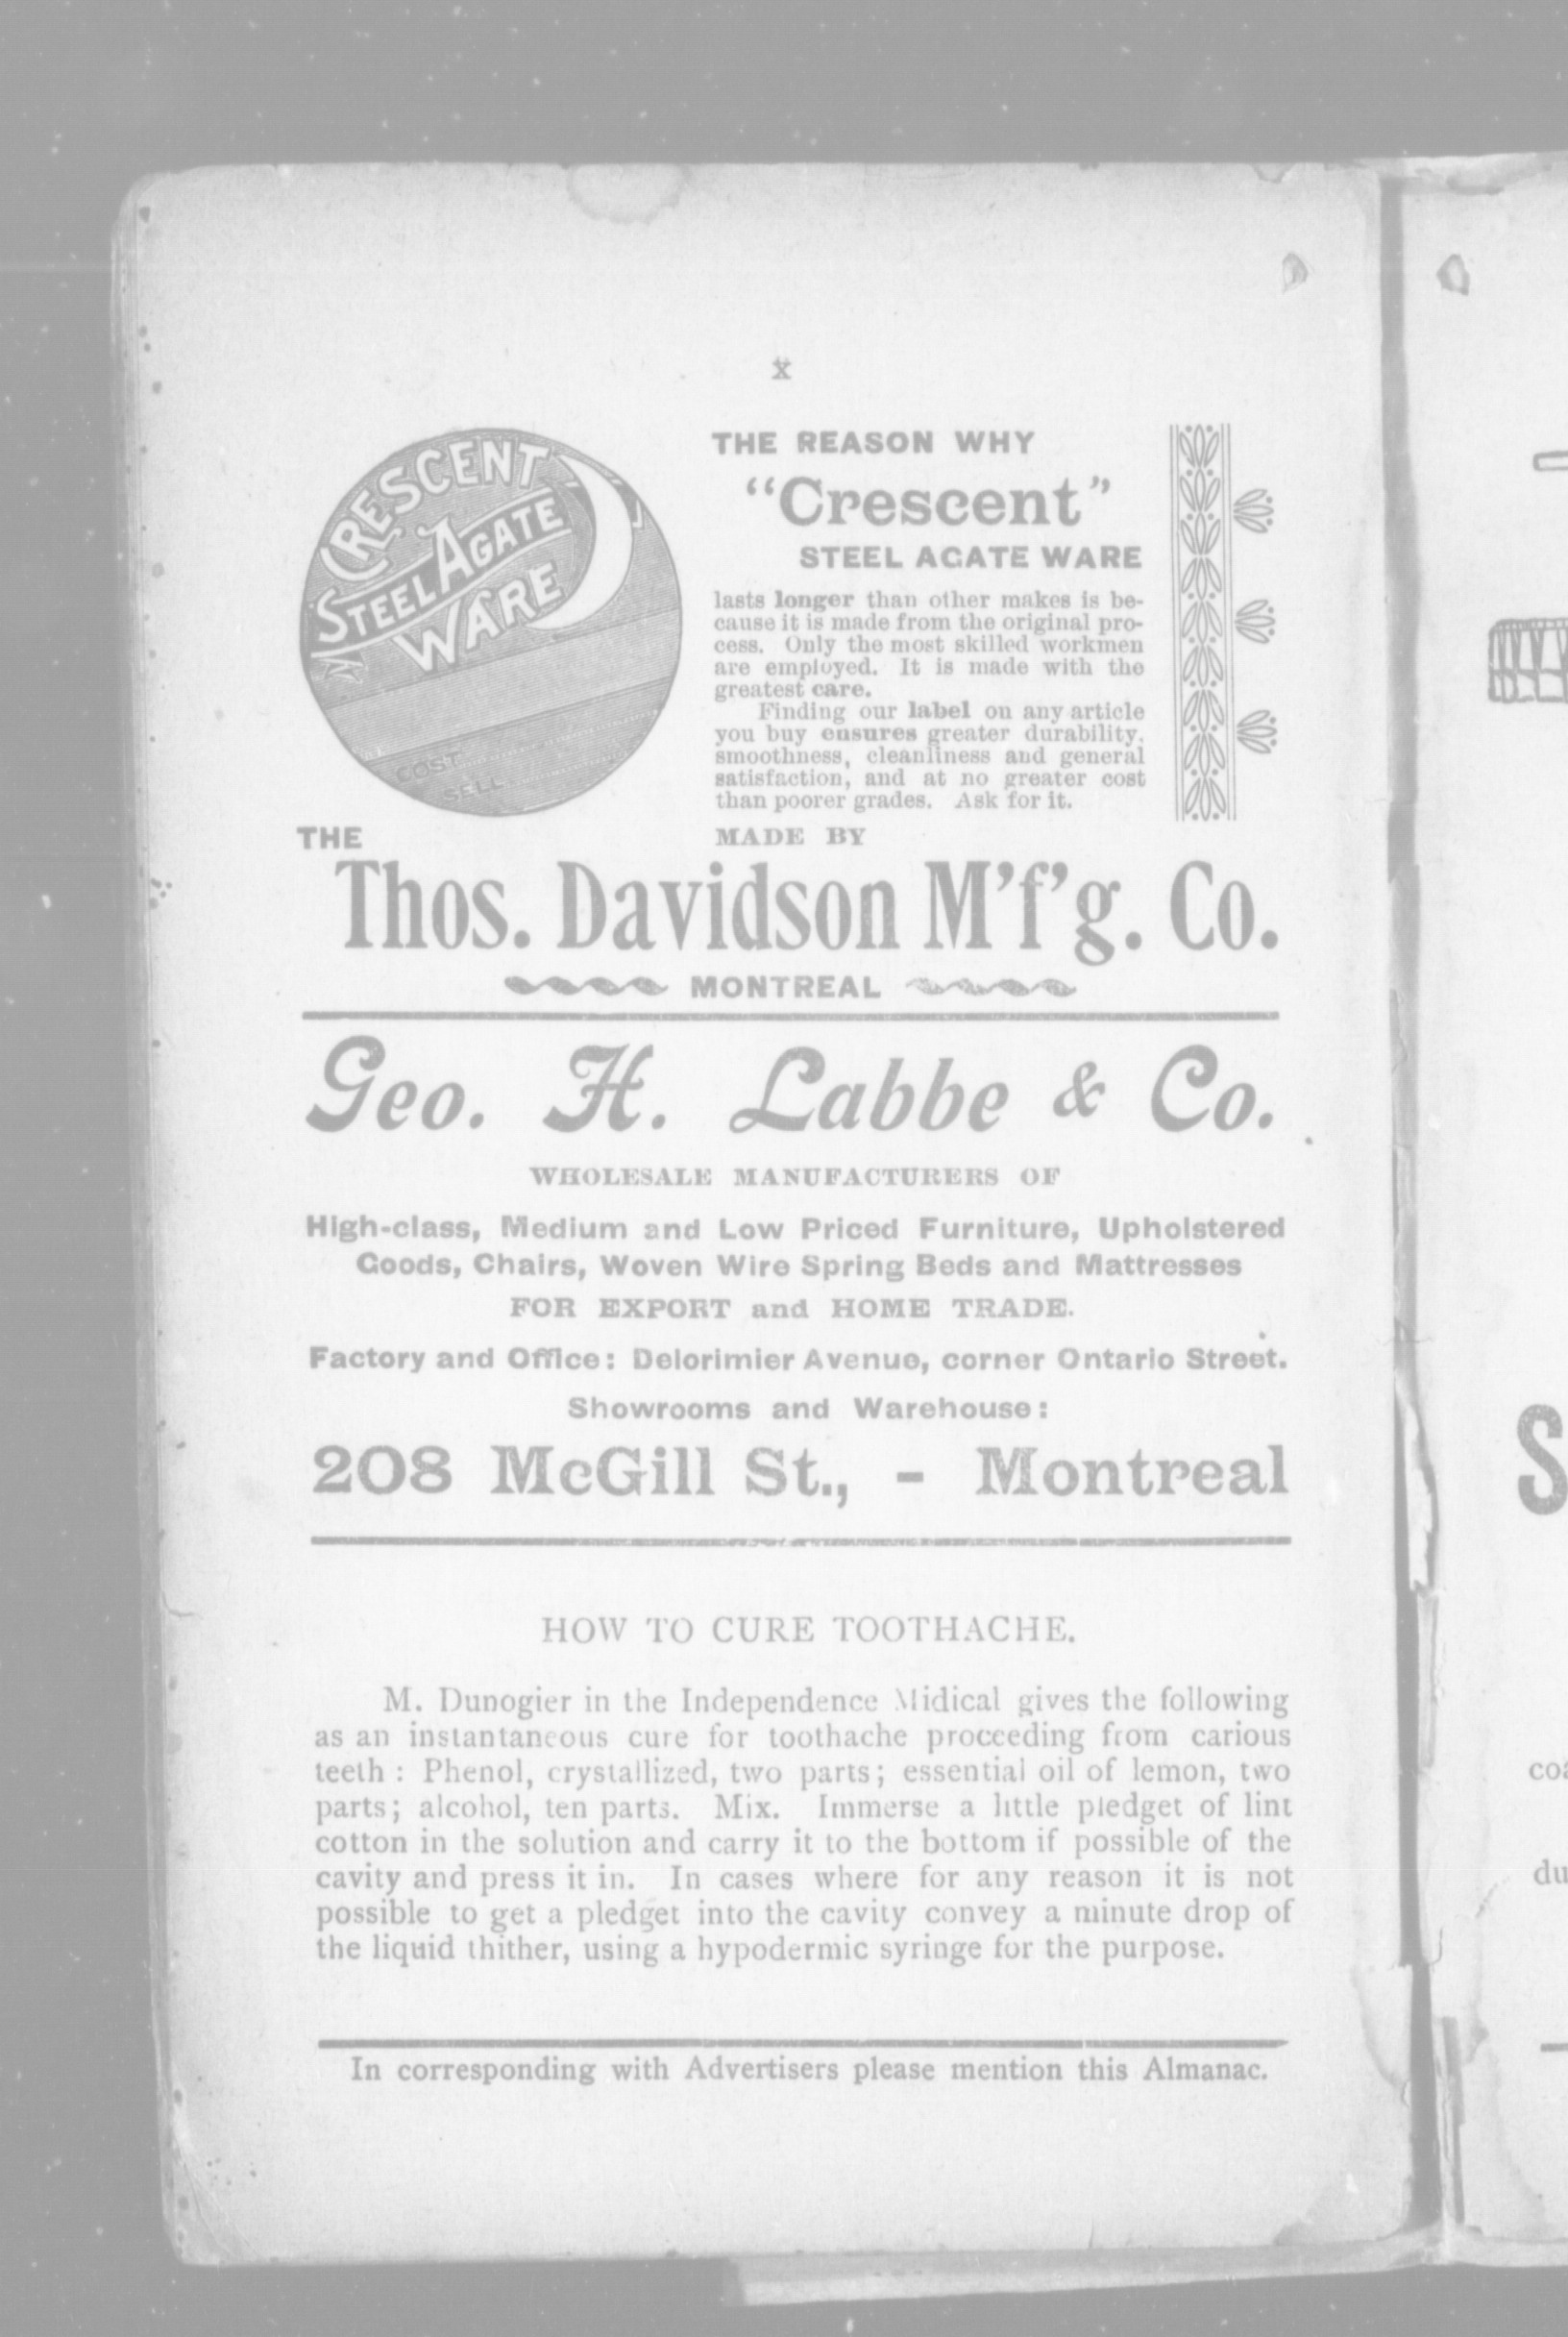 x
CRESCENT
STEEL AGATE
WARE
COST
SELL
THE REASON WHY
"Crescent"
STEEL AGATE WARE
lasts longer than other makes is be-
cause it is made from the original pro-
cess. Only the most skilled workmen
are employed. It is made with the
greatest care.
Finding our label on any article
you buy ensures greater durability,
smoothness, cleanliness and general
satisfaction, and at no greater cost
than poorer grades. Ask for it.
THE MADE BY
Thos. Davidson M'f'g. Co.
MONTREAL
Geo. H. Labbe & Co.
WHOLESALE MANUFACTURERS OF
High-class, Medium and Low Priced Furniture, Upholstered
Goods, Chairs, Woven Wire Spring Beds and Mattresses
FOR EXPORT and HOME TRADE.
Factory and Office: Delorimier Avenue, corner Ontario Street.
Showrooms and Warehouse:
208 McGill St., - Montreal
HOW TO CURE TOOTHACHE.
M. Dunogier in the Independence Midical gives the following
as an instantaneous cure for toothache proceeding from carious
teeth : Phenol, crystallized, two parts; essential oil of lemon, two
parts; alcohol, ten parts. Mix. Immerse a little pledget of lint
cotton in the solution and carry it to the bottom if possible of the
cavity and press it in. In cases where for any reason it is not
possible to get a pledget into the cavity convey a minute drop of
the liquid thither, using a hypodermic syringe for the purpose.
In corresponding with Advertisers please mention this Almanac.